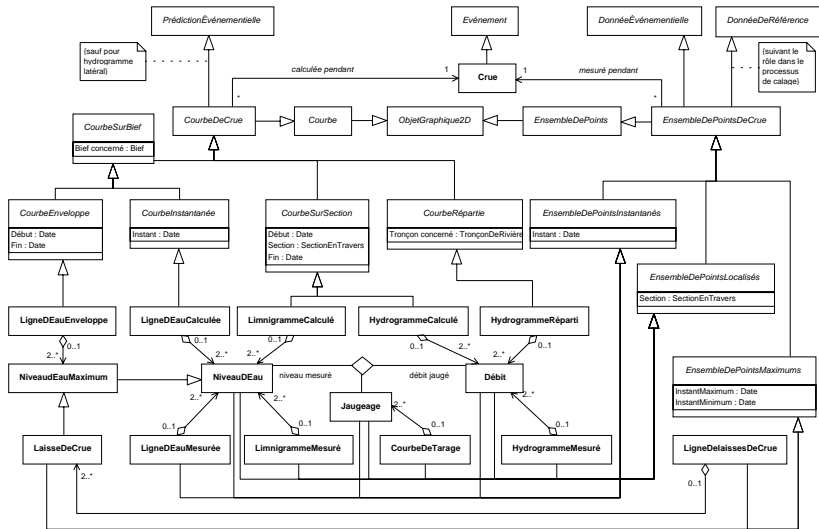 PrédictionÉvénementielle
Evénement
DonnéeÉvénementielle
DonnéeDeRéférence
{sauf pour
hydrogramme
latéral}
calculée pendant
1
Crue
1
mesuré pendant
{suivant le
rôle dans le
processus
de calage}
*
*
CourbeSurBief
Bief concerné : Bief
CourbeDeCrue
Courbe
ObjetGraphique2D
EnsembleDePoints
EnsembleDePointsDeCrue
CourbeEnveloppe
Début : Date
Fin : Date
CourbeInstantanée
Instant : Date
CourbeSurSection
Début : Date
Section : SectionEnTravers
Fin : Date
CourbeRépartie
Tronçon concerné : TronçonDeRivière
EnsembleDePointsInstantanés
Instant : Date
EnsembleDePointsLocalisés
Section : SectionEnTravers
LigneDEauEnveloppe
LigneDEauCalculée
LimnigrammeCalculé
HydrogrammeCalculé
HydrogrammeRéparti
0..1
0..1
0..1
0..1
0..1
2..*
2..*
2..*
2..*
2..*
NiveaudEauMaximum
NiveauDEau
niveau mesuré
débit jaugé
Débit
EnsembleDePointsMaximums
InstantMaximum : Date
InstantMinimum : Date
2..*
2..*
Jaugeage
2..*
2..*
0..1
0..1
0..1
0..1
LaisseDeCrue
LigneDEauMesurée
LimnigrammeMesuré
CourbeDeTarage
HydrogrammeMesuré
LigneDelaissesDeCrue
2..*
0..1